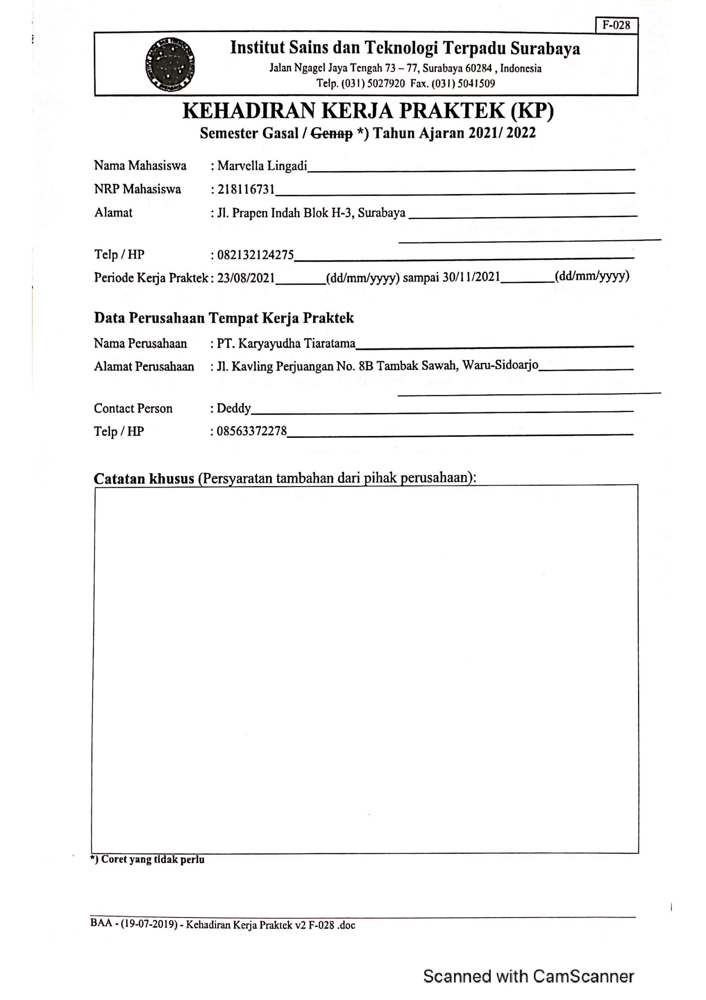 F-028
Institut Sains dan Teknologi Terpadu Surabaya
Jalan Ngagel Jaya Tengah 73 – 77, Surabaya 60284 , Indonesia
Telp. (031) 5027920 Fax. (031) 5041509
KEHADIRAN KERJA PRAKTEK (KP)
Semester Gasal / Genap *) Tahun Ajaran 2021/ 2022
Nama Mahasiswa : Marvella Lingadi
NRP Mahasiswa : 218116731
Alamat : Jl. Prapen Indah Blok H-3, Surabaya
Telp / HP : 082132124275
Periode Kerja Praktek : 23/08/2021 (dd/mm/yyyy) sampai 30/11/2021 (dd/mm/yyyy)
Data Perusahaan Tempat Kerja Praktek
Nama Perusahaan : PT. Karyayudha Tiaratama
Alamat Perusahaan : Jl. Kavling Perjuangan No. 8B Tambak Sawah, Waru-Sidoarjo
Contact Person : Deddy
Telp / HP : 08563372278
Catatan khusus (Persyaratan tambahan dari pihak perusahaan):
*) Coret yang tidak perlu
BAA - (19-07-2019) - Kehadiran Kerja Praktek v2 F-028 .doc
Scanned with CamScanner